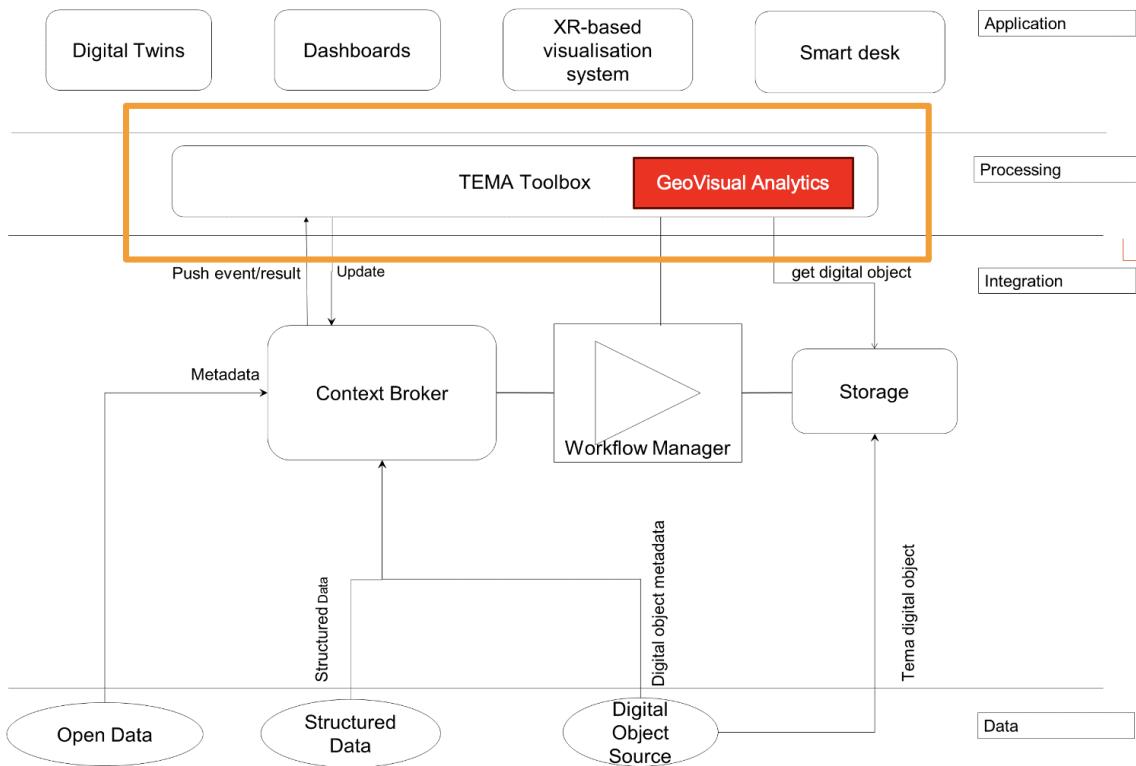 Application
Digital Twins
Dashboards
XR-based
visualisation
system
Smart desk
Processing
TEMA Toolbox
GeoVisual Analytics
Push event/result
Update
get digital object
Integration
Metadata
Context Broker
Workflow Manager
Storage
Structured Data
Digital object metadata
Tema digital object
Open Data
Structured
Data
Digital
Object
Source
Data